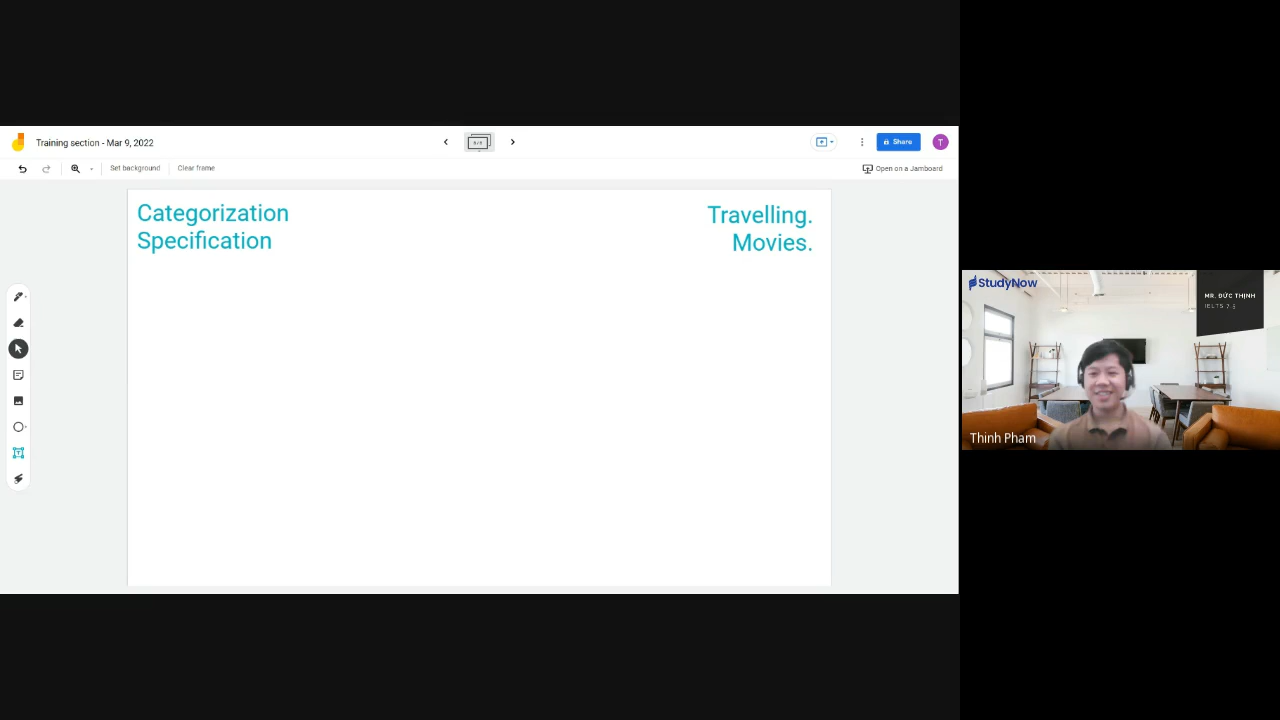 Training section - Mar 9, 2022
Share
T
Set background
Clear frame
Open on a Jamboard
Categorization
Specification
Travelling.
Movies.
StudyNow
MR. ĐỨC THỊNH
Thinh Pham